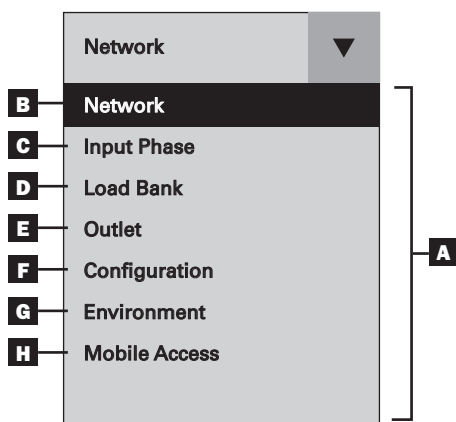 Network
B Network
C Input Phase
D Load Bank
E Outlet
A
F Configuration
G Environment
H Mobile Access